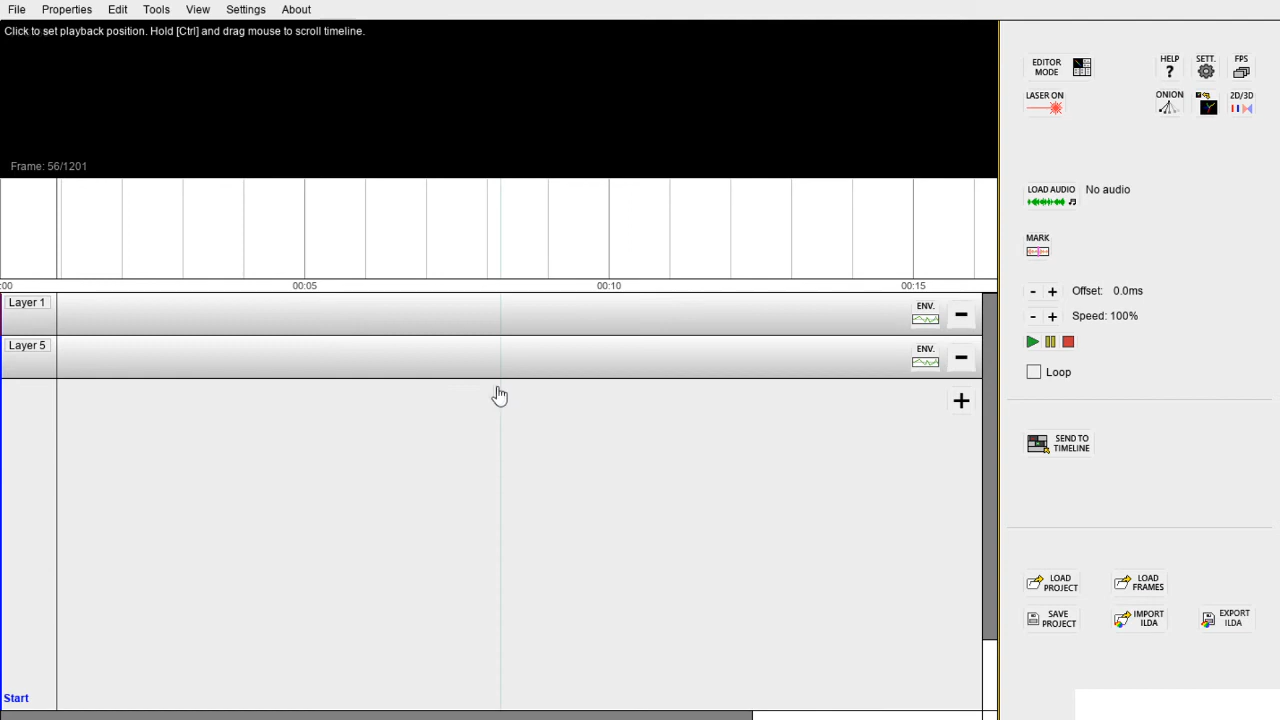 File Properties Edit Tools View Settings About
Click to set playback position. Hold [Ctrl] and drag mouse to scroll timeline.
Frame: 56/1201
:00 00:05 00:10 00:15
Layer 1
ENV.
Layer 5
ENV.
Start
EDITOR
MODE
HELP
SETT.
FPS
LASER ON
ONION
2D/3D
LOAD AUDIO
No audio
MARK
Offset: 0.0ms
Speed: 100%
Loop
SEND TO
TIMELINE
LOAD
PROJECT
LOAD
FRAMES
SAVE
PROJECT
IMPORT
ILDA
EXPORT
ILDA